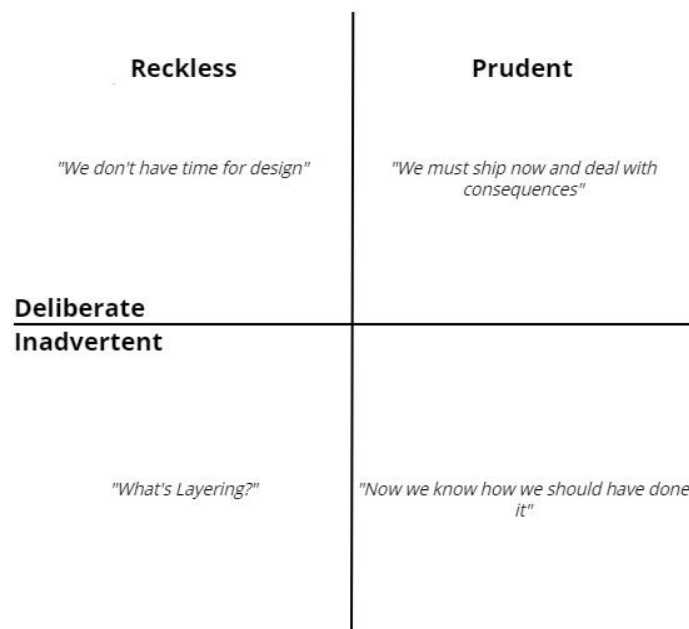 Reckless
Prudent
"We don't have time for design"
"We must ship now and deal with
consequences"
Deliberate
Inadvertent
"What's Layering?"
"Now we know how we should have done
it"